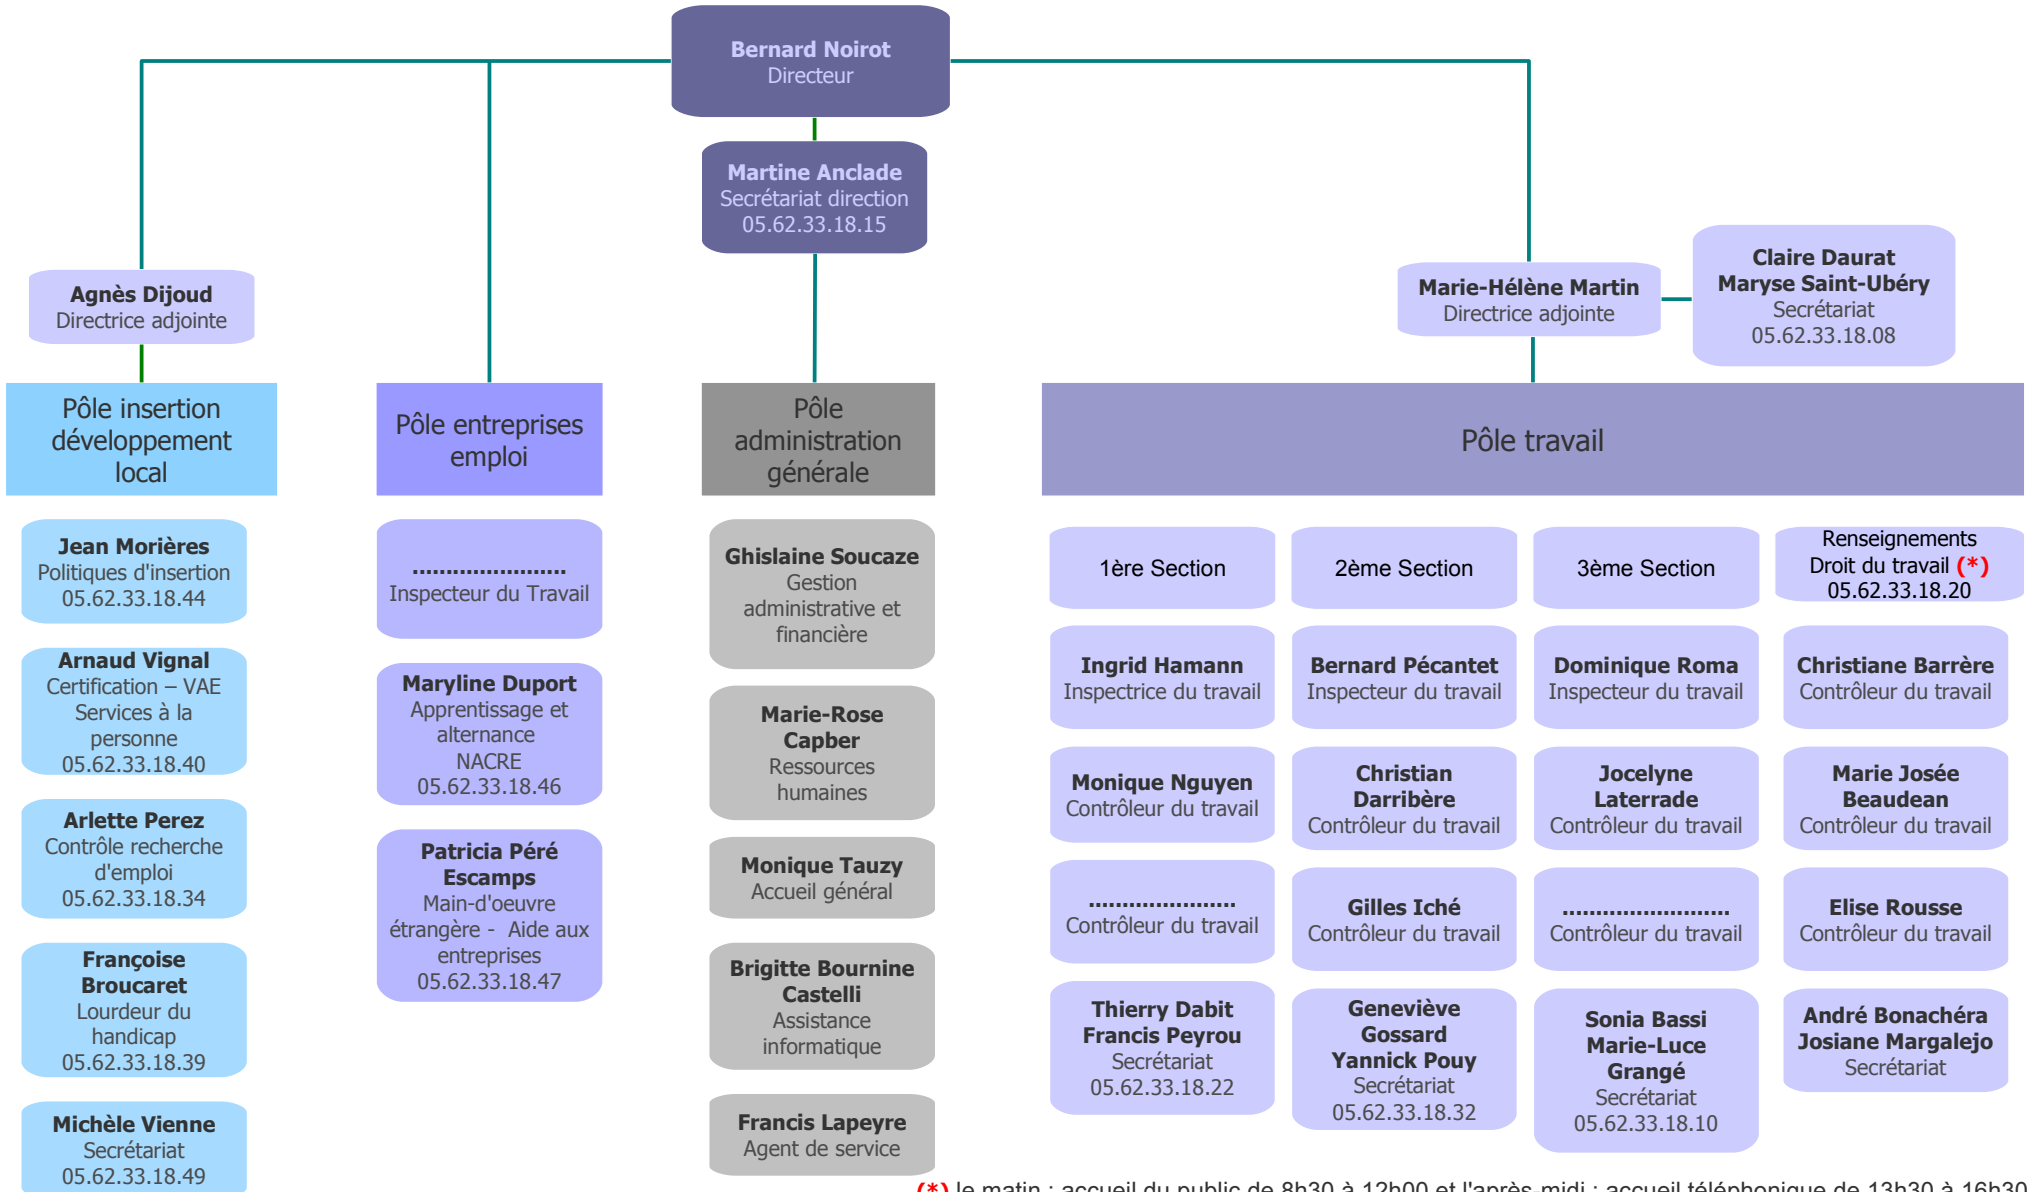 Bernard Noirot
Directeur
Martine Anclade
Secrétariat direction
05.62.33.18.15
Agnès Dijoud
Directrice adjointe
Marie-Hélène Martin
Directrice adjointe
Claire Daurat
Maryse Saint-Ubéry
Secrétariat
05.62.33.18.08
Pôle insertion
développement
local
Jean Morières
Politiques d'insertion
05.62.33.18.44
Arnaud Vignal
Certification – VAE
Services à la
personne
05.62.33.18.40
Arlette Perez
Contrôle recherche
d'emploi
05.62.33.18.34
Françoise
Broucaret
Lourdeur du
handicap
05.62.33.18.39
Michèle Vienne
Secrétariat
05.62.33.18.49
Pôle entreprises
emploi
.......................
Inspecteur du Travail
Maryline Duport
Apprentissage et
alternance
NACRE
05.62.33.18.46
Patricia Péré
Escamps
Main-d'oeuvre
étrangère - Aide aux
entreprises
05.62.33.18.47
Pôle
administration
générale
Ghislaine Soucaze
Gestion
administrative et
financière
Marie-Rose
Capber
Ressources
humaines
Monique Tauzy
Accueil général
Brigitte Bournine
Castelli
Assistance
informatique
Francis Lapeyre
Agent de service
Pôle travail
1ère Section
Ingrid Hamann
Inspectrice du travail
Monique Nguyen
Contrôleur du travail
......................
Contrôleur du travail
Thierry Dabit
Francis Peyrou
Secrétariat
05.62.33.18.22
2ème Section
Bernard Pécantet
Inspecteur du travail
Christian
Darribère
Contrôleur du travail
Gilles Iché
Contrôleur du travail
Geneviève
Gossard
Yannick Pouy
Secrétariat
05.62.33.18.32
3ème Section
Dominique Roma
Inspecteur du travail
Jocelyne
Laterrade
Contrôleur du travail
.........................
Contrôleur du travail
Sonia Bassi
Marie-Luce
Grangé
Secrétariat
05.62.33.18.10
Renseignements
Droit du travail (*)
05.62.33.18.20
Christiane Barrère
Contrôleur du travail
Marie Josée
Beaudean
Contrôleur du travail
Elise Rousse
Contrôleur du travail
André Bonachéra
Josiane Margalejo
Secrétariat
(*) le matin : accueil du public de 8h30 à 12h00 et l'après-midi : accueil téléphonique de 13h30 à 16h30